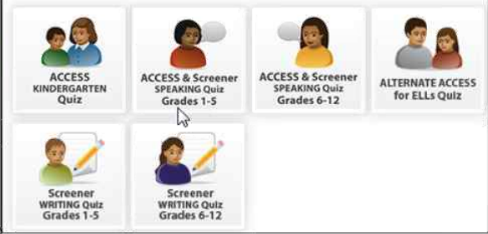 ACCESS
KINDERGARTEN
Quiz
ACCESS & Screener
SPEAKING Quiz
Grades 1-5
ACCESS & Screener
SPEAKING Quiz
Grades 6-12
ALTERNATE ACCESS
for ELLs Quiz
Screener
WRITING Quiz
Grades 1-5
Screener
WRITING Quiz
Grades 6-12